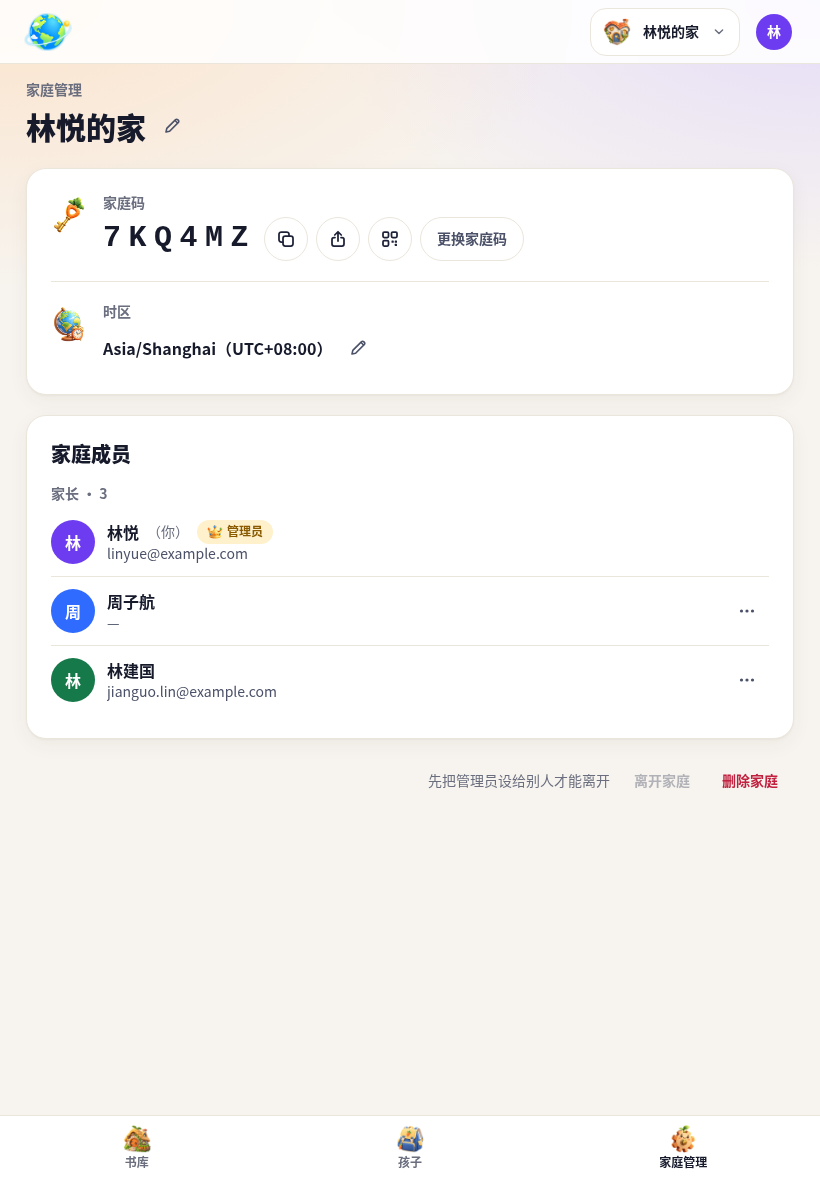 林悦的家
林
家庭管理
林悦的家
家庭码
7KQ4MZ
更换家庭码
时区
Asia/Shanghai（UTC+08:00）
家庭成员
家长 · 3
林
林悦 （你） 管理员
linyue@example.com
周
周子航
—
林
林建国
jianguo.lin@example.com
先把管理员设给别人才能离开 离开家庭 删除家庭
书库 孩子 家庭管理